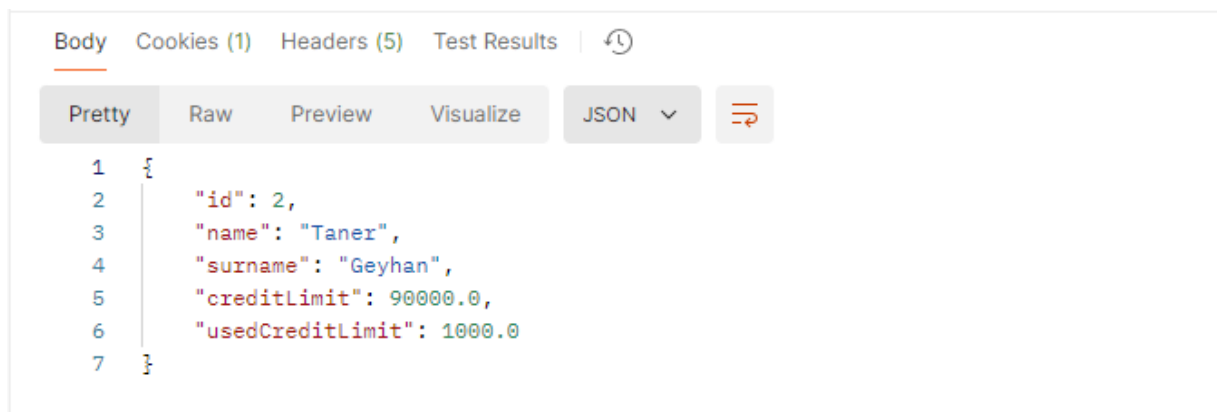 Body Cookies (1) Headers (5) Test Results
Pretty Raw Preview Visualize JSON
1 {
2 "id": 2,
3 "name": "Taner",
4 "surname": "Geyhan",
5 "creditLimit": 90000.0,
6 "usedCreditLimit": 1000.0
7 }